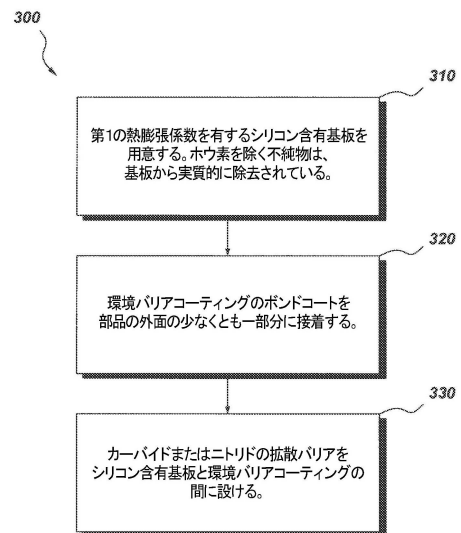 300
310
第1の熱膨張係数を有するシリコン含有基板を
用意する。ホウ素を除く不純物は、
基板から実質的に除去されている。
320
環境バリアコーティングのボンドコートを
部品の外面の少なくとも一部分に接着する。
330
カーバイドまたはニトリドの拡散バリアを
シリコン含有基板と環境バリアコーティングの
間に設ける。